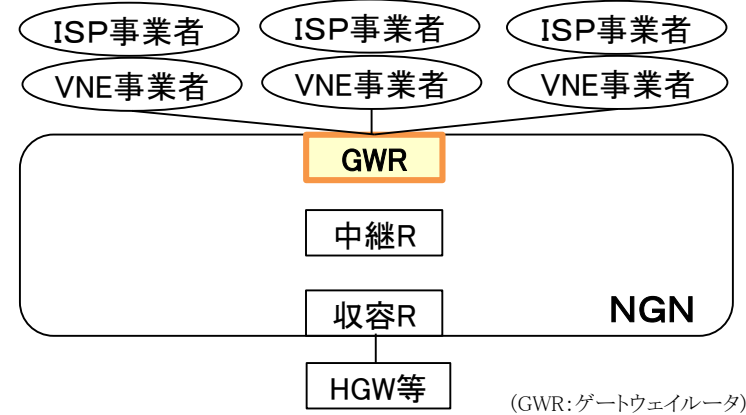 ISP事業者 ISP事業者 ISP事業者
VNE事業者 VNE事業者 VNE事業者
GWR
中継R
収容R
NGN
HGW等
(GWR:ゲートウェイルータ)